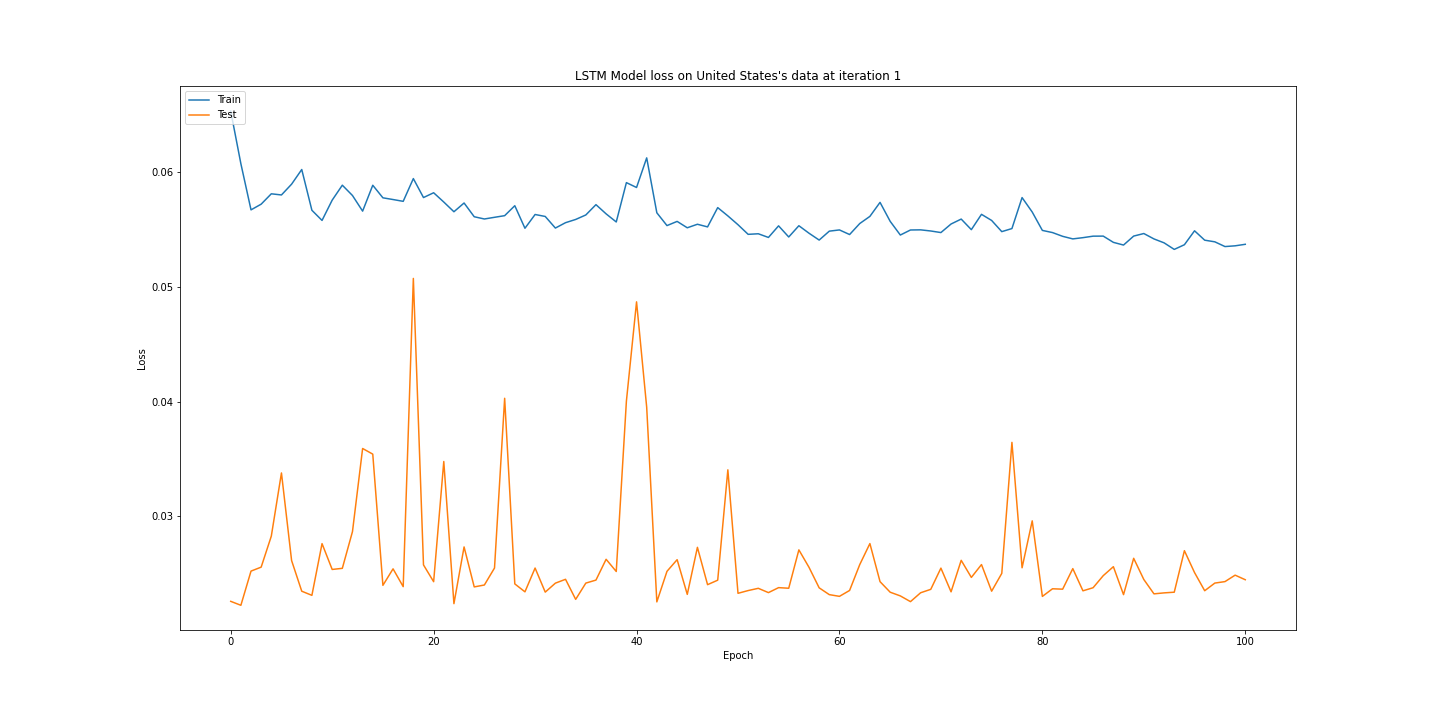 LSTM Model loss on United States's data at iteration 1
Train
Test
0.06
0.05
0.04
0.03
Loss
0
20
40
60
80
100
Epoch